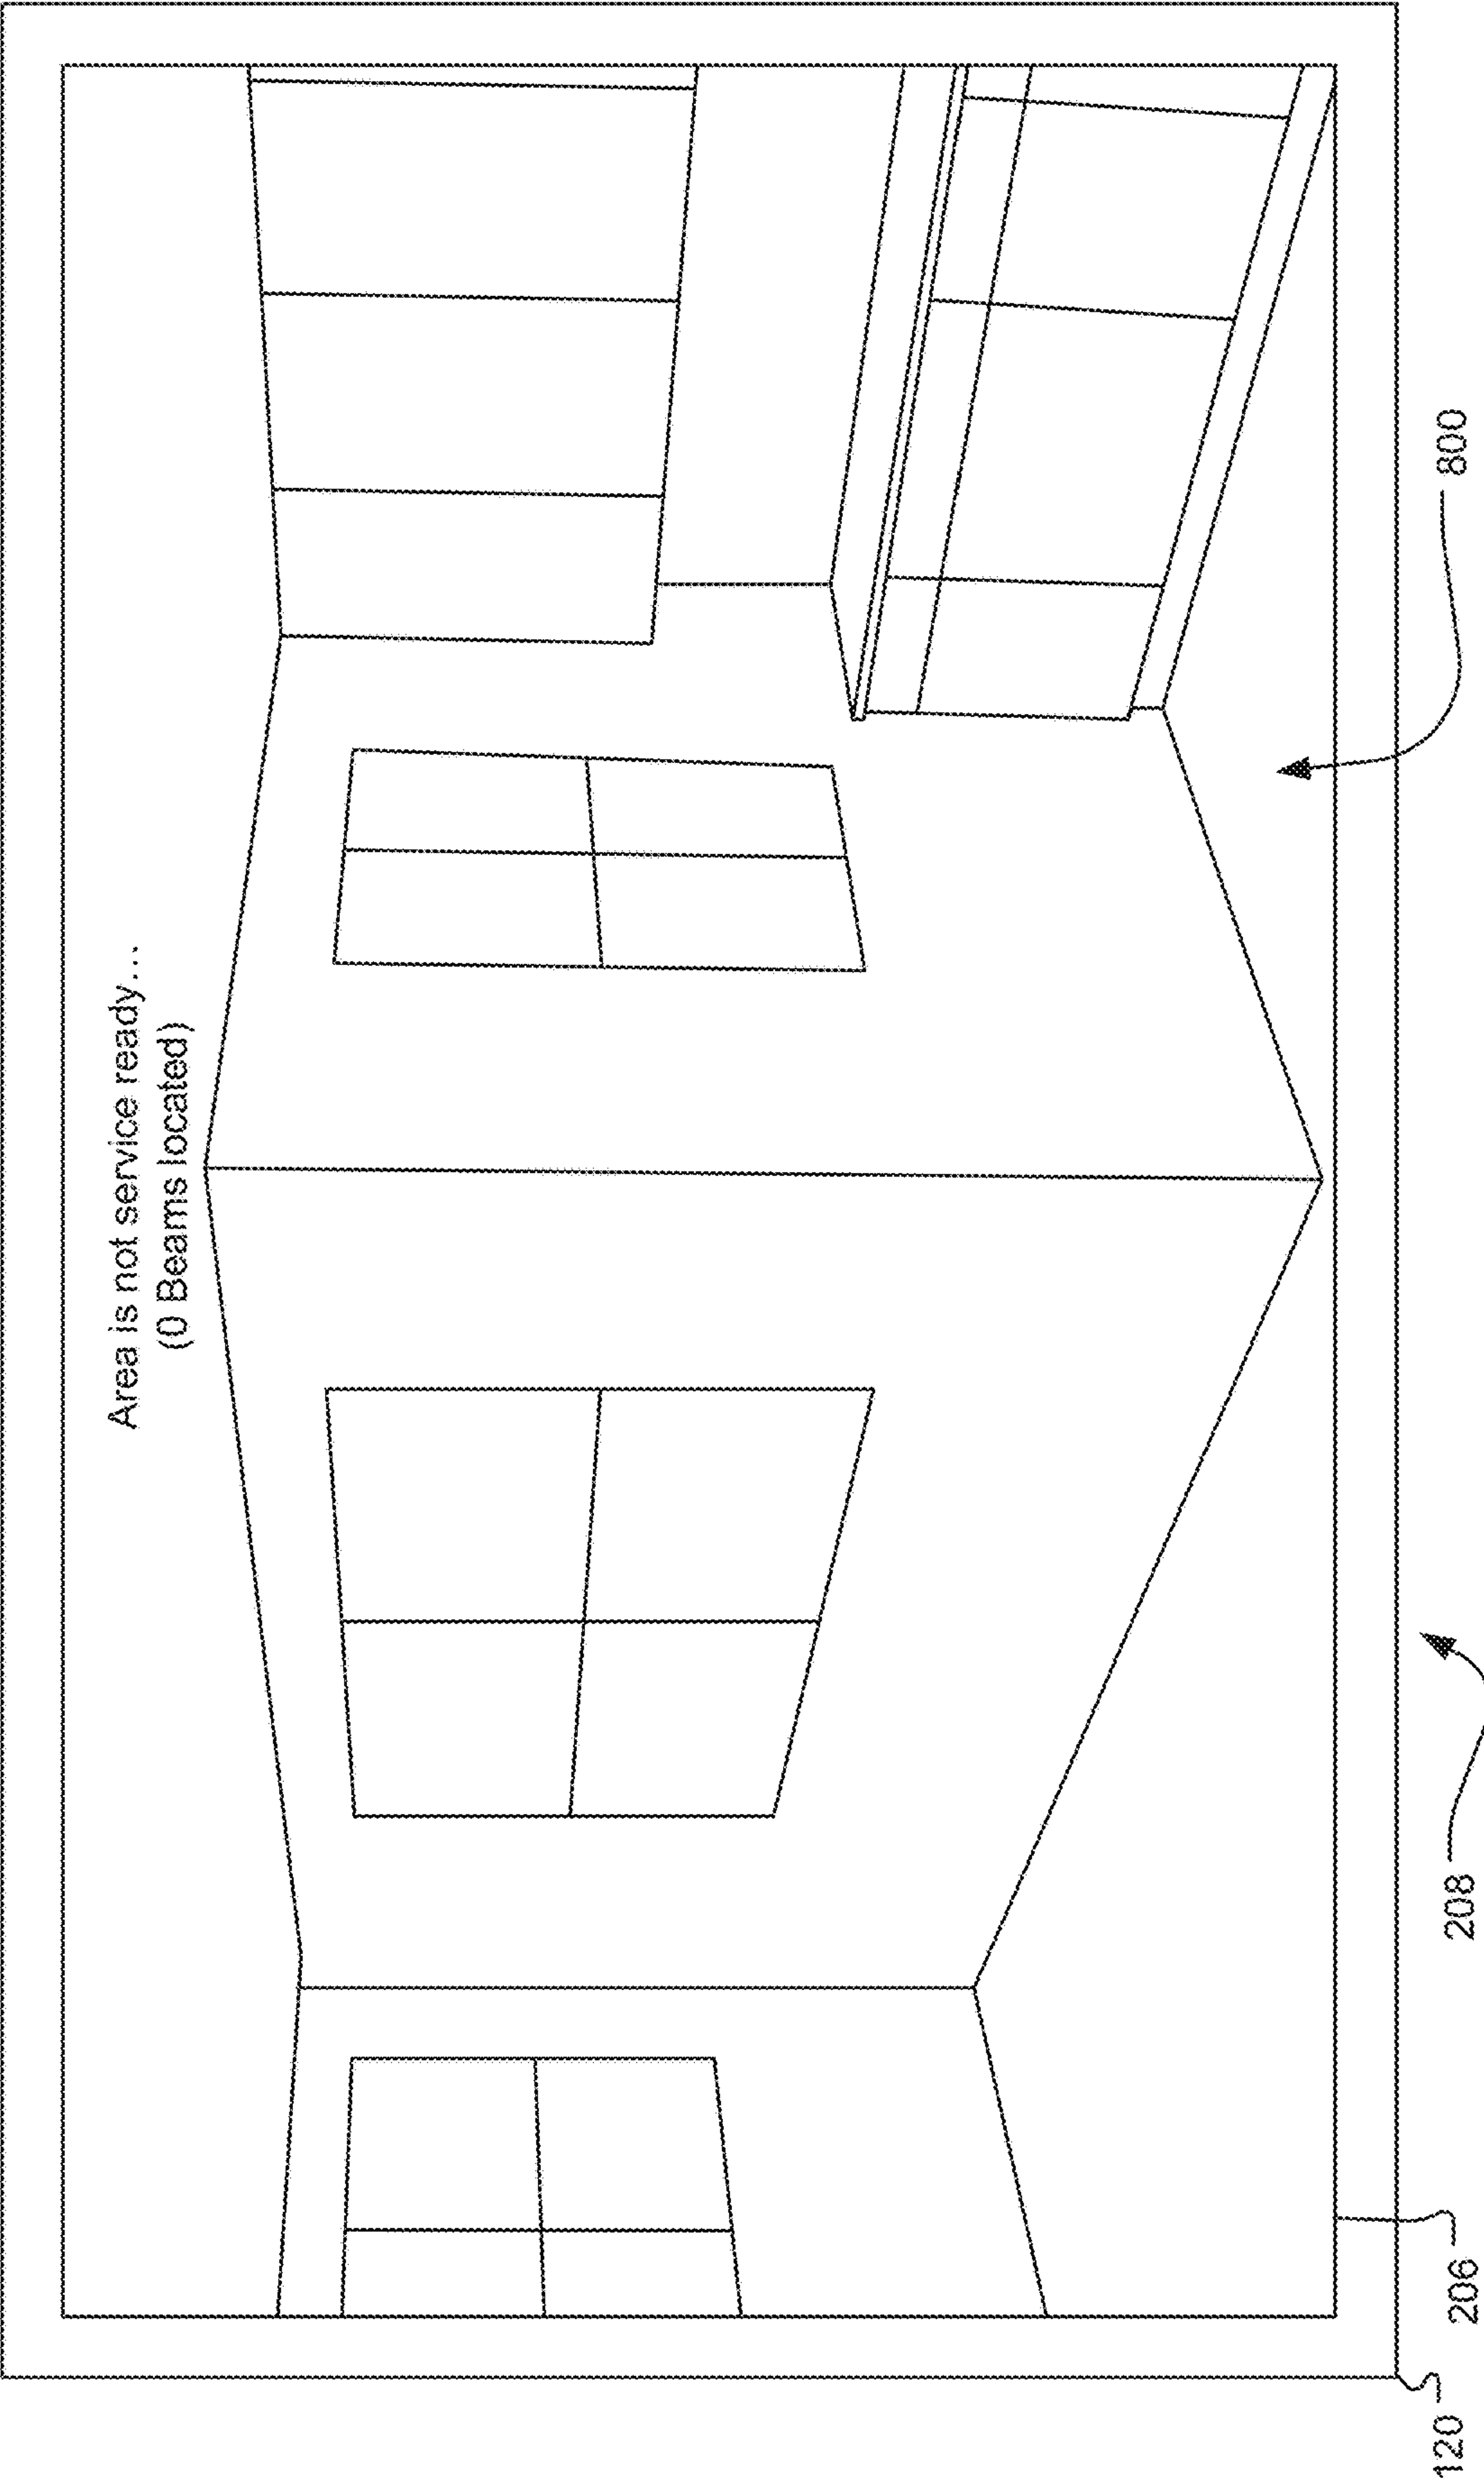 Area is not service ready...
(0 Beams located)
800
208
206
120